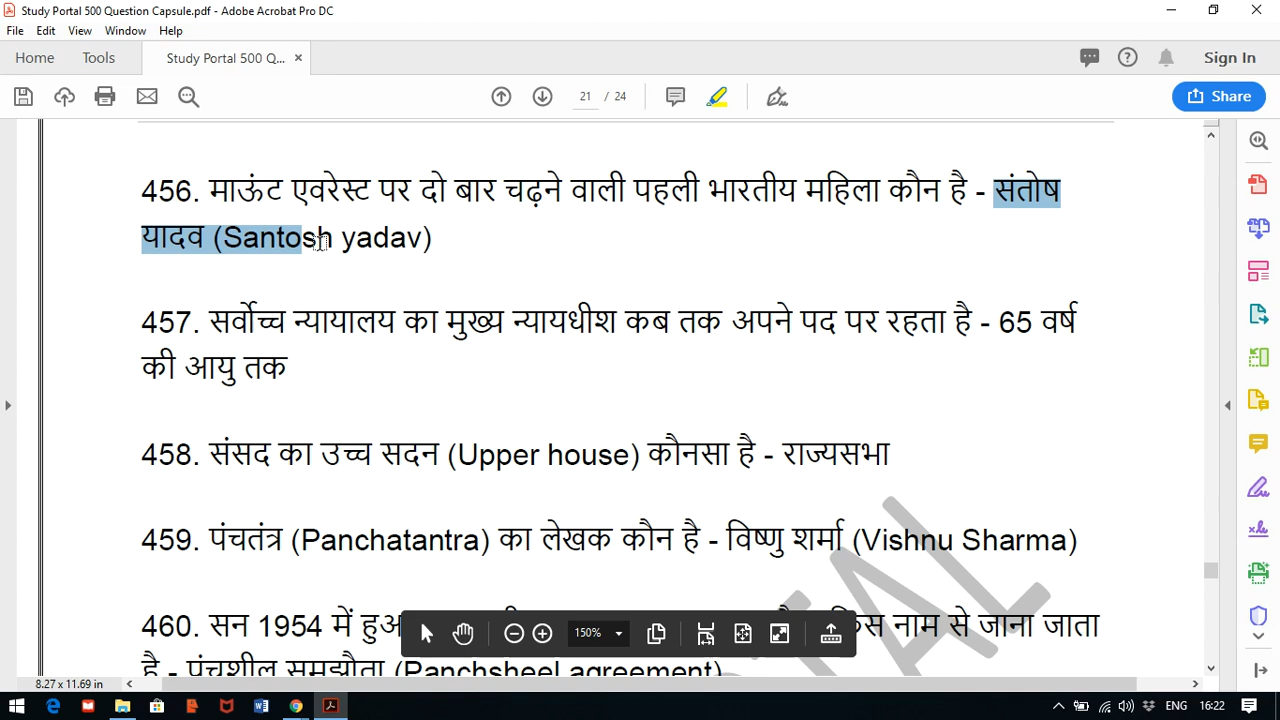 Study Portal 500 Question Capsule.pdf - Adobe Acrobat Pro DC
File Edit View Window Help
Home Tools Study Portal 500 Q... Sign In
21 / 24 Share
456. माऊंट एवरेस्ट पर दो बार चढ़ने वाली पहली भारतीय महिला कौन है - संतोष
यादव (Santosh yadav)
457. सर्वोच्च न्यायालय का मुख्य न्यायधीश कब तक अपने पद पर रहता है - 65 वर्ष
की आयु तक
458. संसद का उच्च सदन (Upper house) कौनसा है - राज्यसभा
459. पंचतंत्र (Panchatantra) का लेखक कौन है - विष्णु शर्मा (Vishnu Sharma)
460. सन 1954 में नाम से जाना जाता
150%
है - पंचशील समझौता (Panchsheel agreement)
8.27 x 11.69 in
ENG 16:22